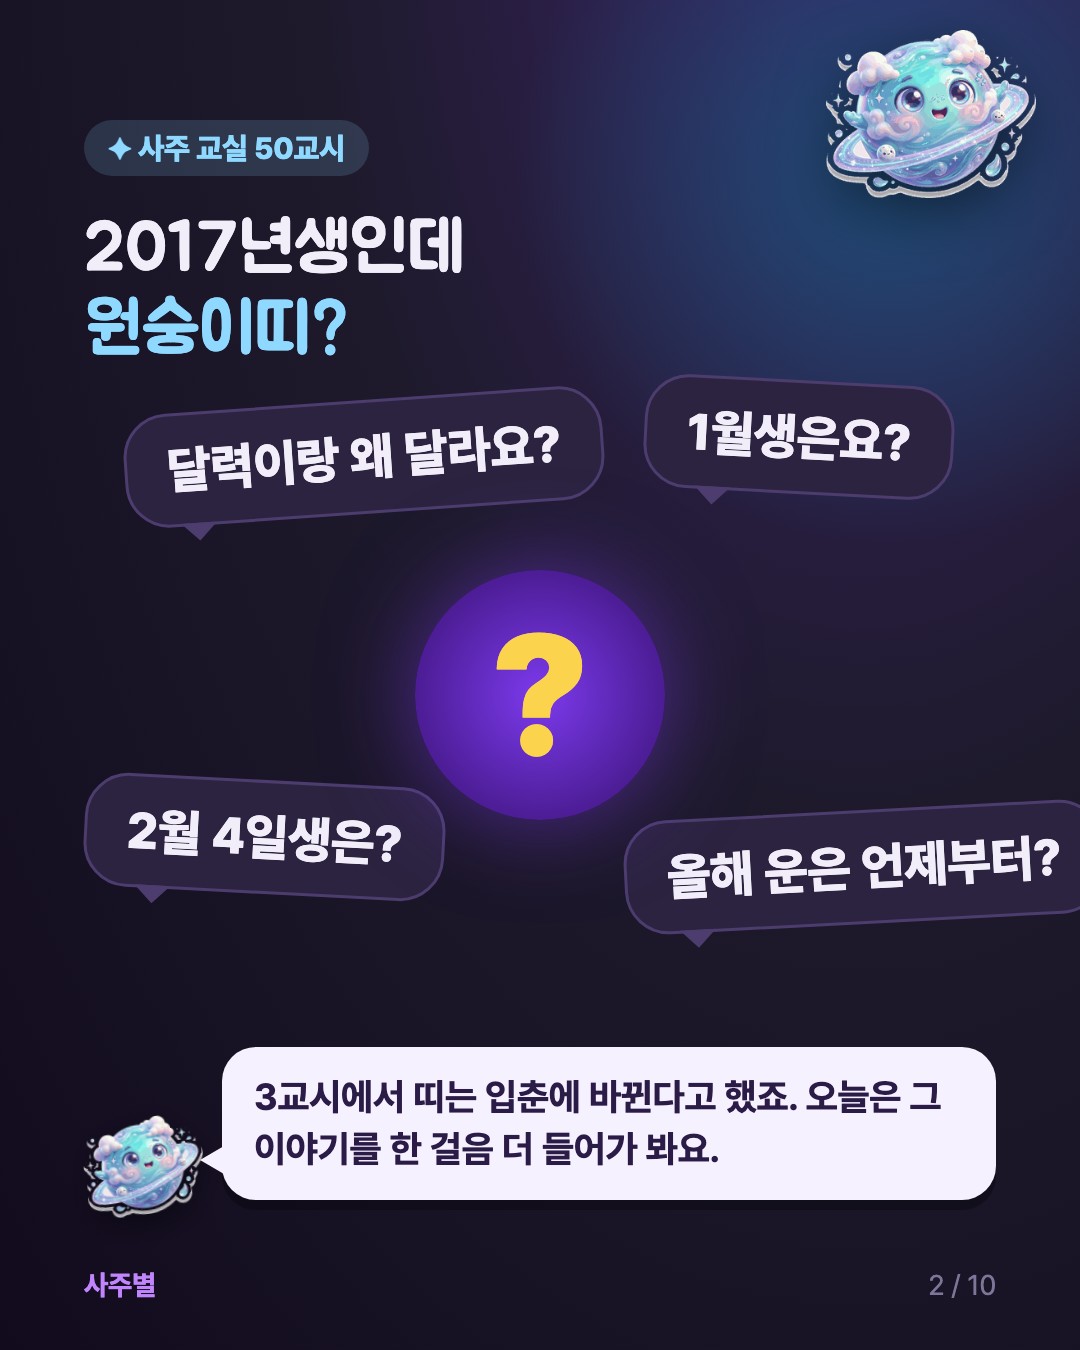 사주 교실 50교시
2017년생인데
원숭이띠?
달력이랑 왜 달라요?
1월생은요?
?
2월 4일생은?
올해 운은 언제부터?
3교시에서 띠는 입춘에 바뀐다고 했죠. 오늘은 그
이야기를 한 걸음 더 들어가 봐요.
사주별
2 / 10